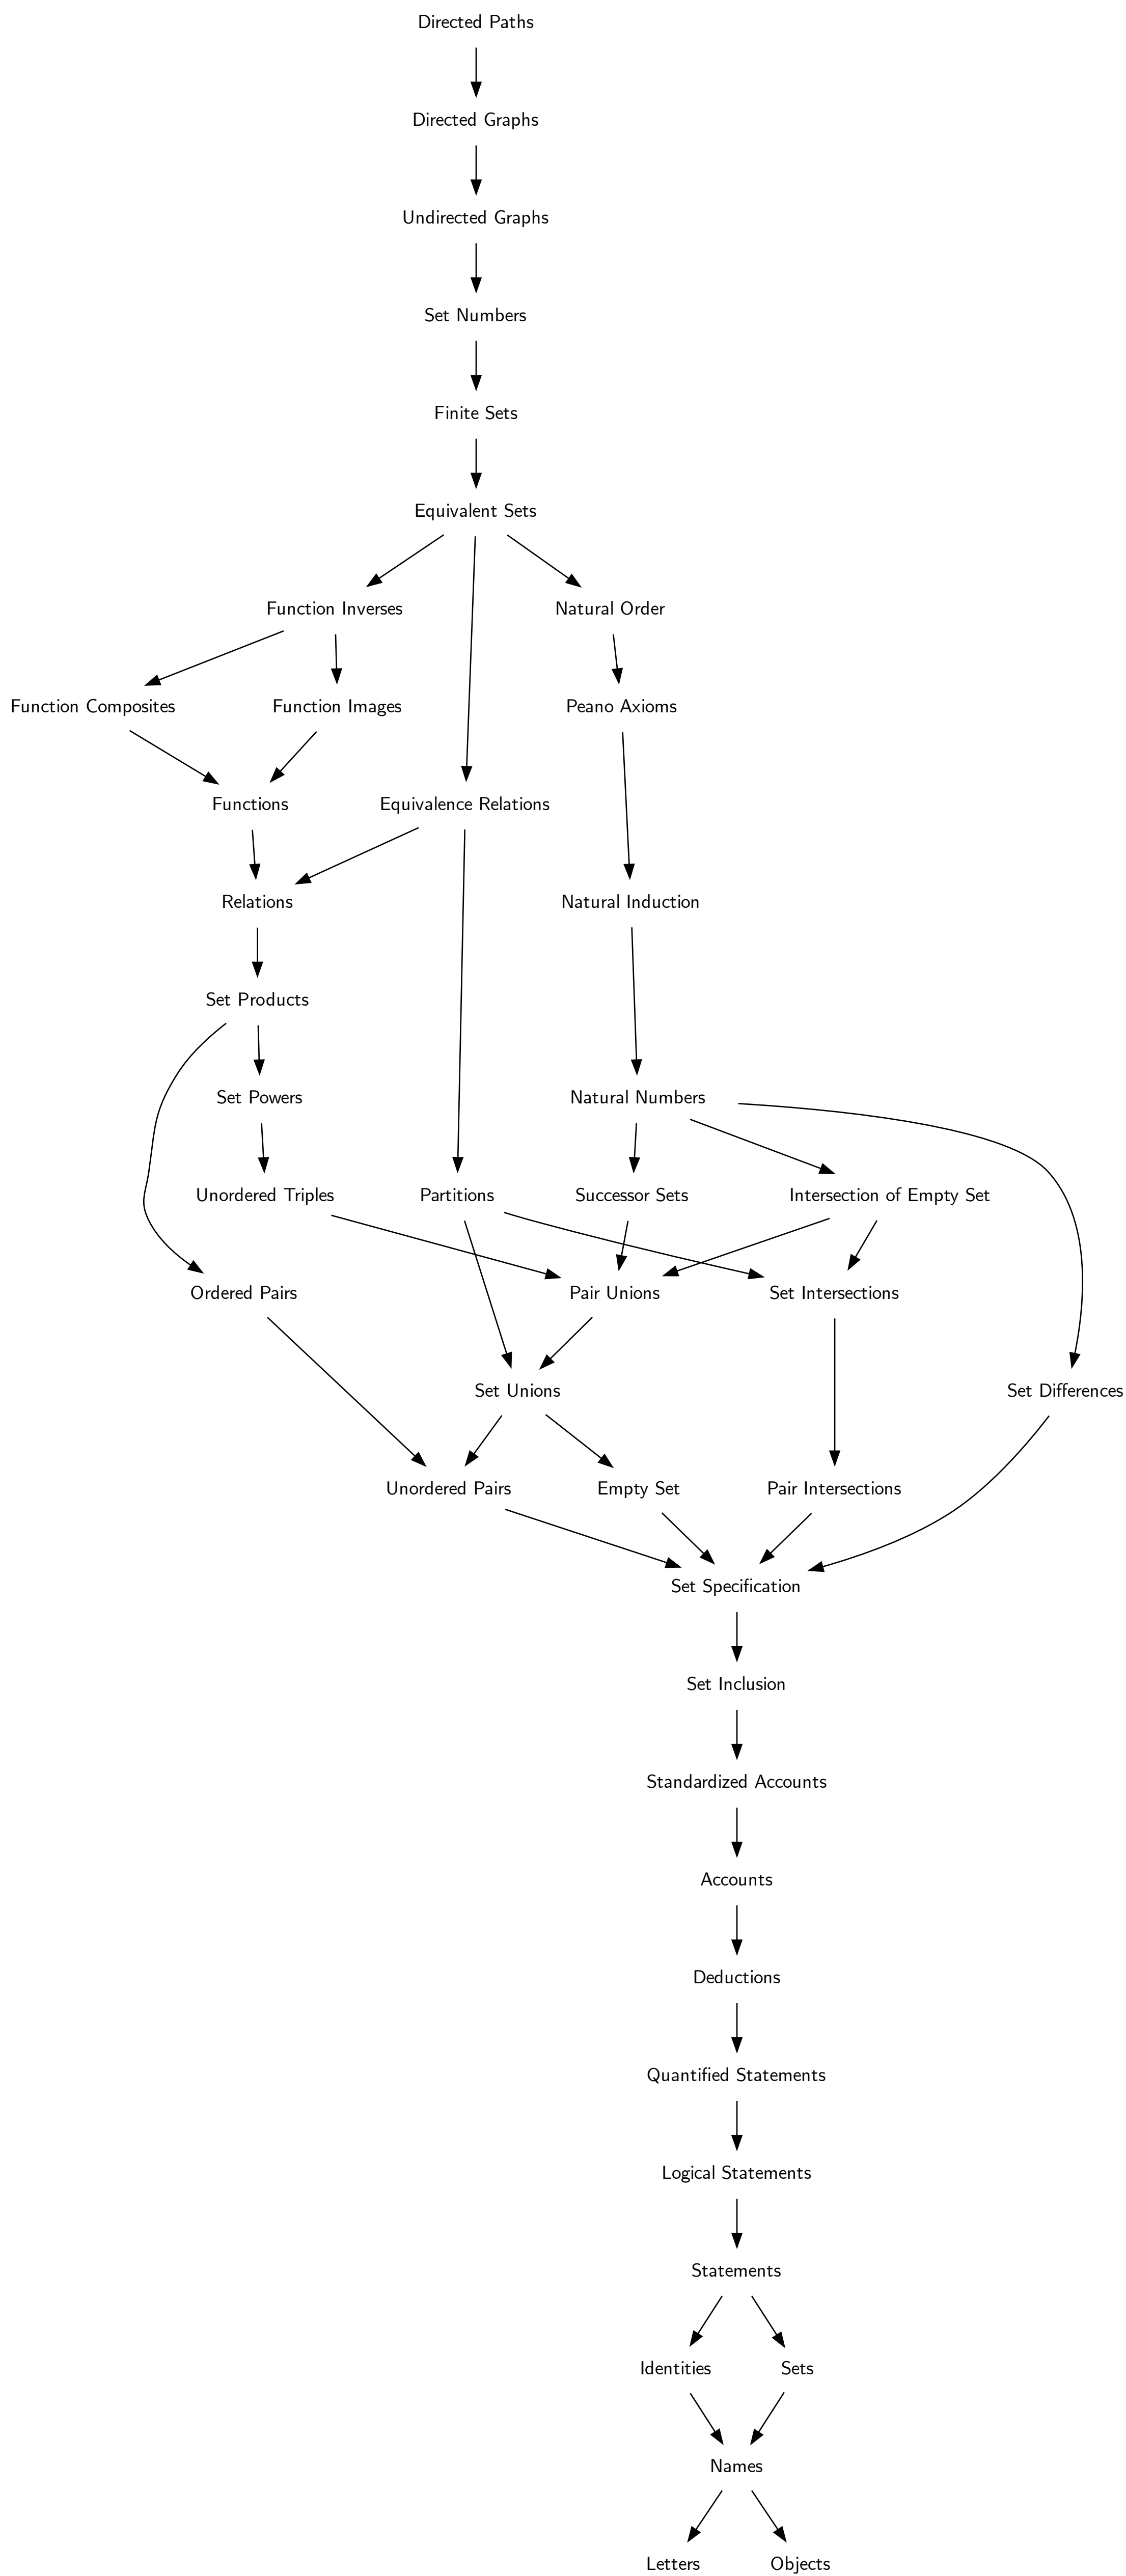 Directed Paths
Directed Graphs
Undirected Graphs
Set Numbers
Finite Sets
Equivalent Sets
Function Inverses
Natural Order
Function Composites
Function Images
Peano Axioms
Functions
Equivalence Relations
Relations
Natural Induction
Set Products
Set Powers
Natural Numbers
Unordered Triples
Partitions
Successor Sets
Intersection of Empty Set
Ordered Pairs
Pair Unions
Set Intersections
Set Unions
Set Differences
Unordered Pairs
Empty Set
Pair Intersections
Set Specification
Set Inclusion
Standardized Accounts
Accounts
Deductions
Quantified Statements
Logical Statements
Statements
Identities
Sets
Names
Letters
Objects